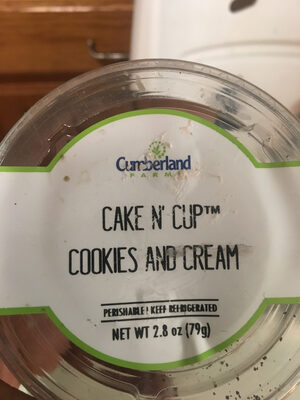 Cumberland
FARMS
CAKE N' CUP™
COOKIES AND CREAM
PERISHABLE! KEEP REFRIGERATED
NET WT 2.8 oz (79g)